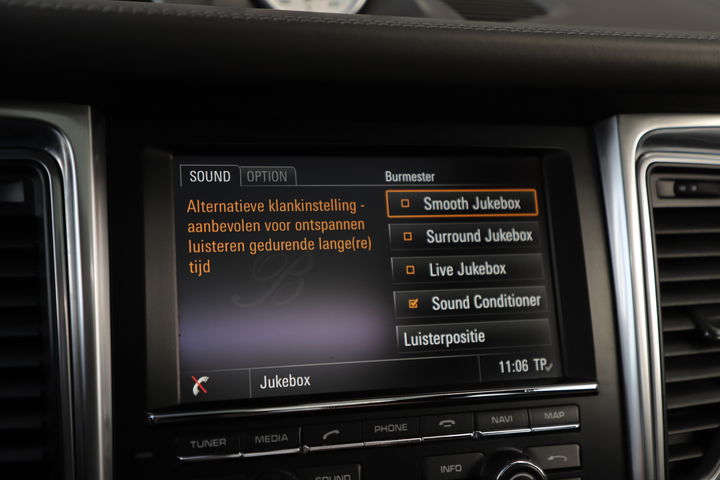 SOUND OPTION Burmester
Alternatieve klankinstelling -
aanbevolen voor ontspannen
luisteren gedurende lange(re)
tijd
B
Smooth Jukebox
Surround Jukebox
Live Jukebox
Sound Conditioner
Luisterpositie
Jukebox
11:06 TP
TUNER MEDIA PHONE NAVI MAP
SOUND INFO